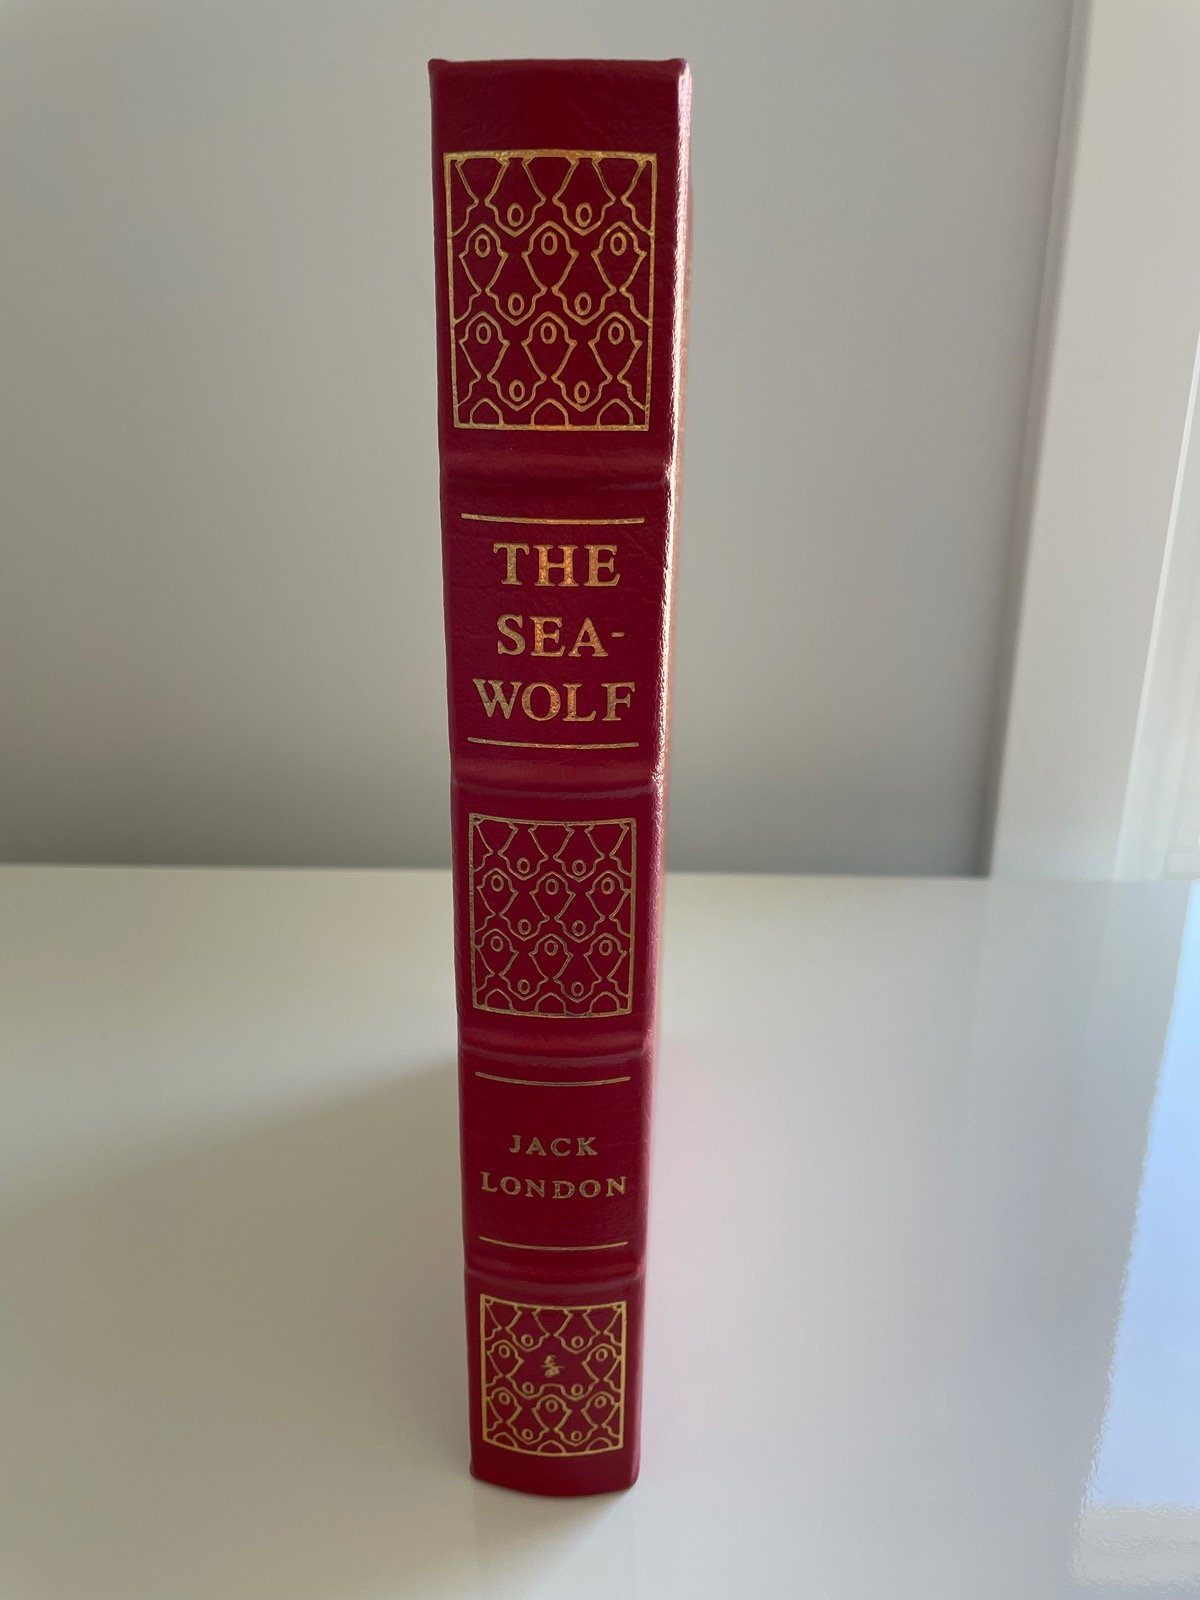 THE
SEA-
WOLF
JACK
LONDON